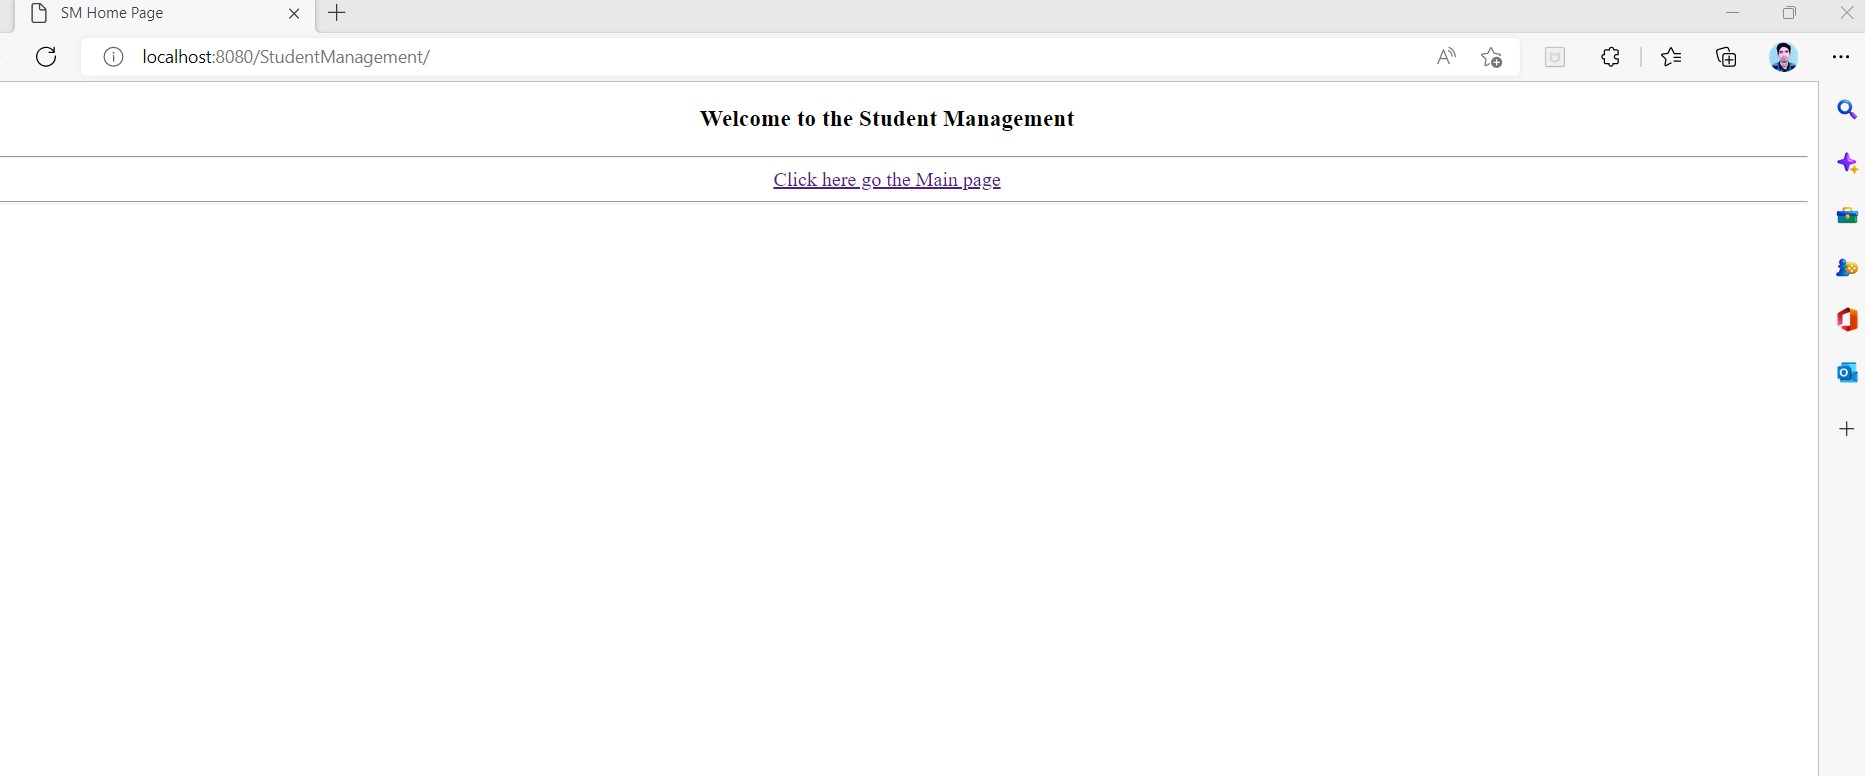 SM Home Page
localhost:8080/StudentManagement/
Welcome to the Student Management
Click here go the Main page